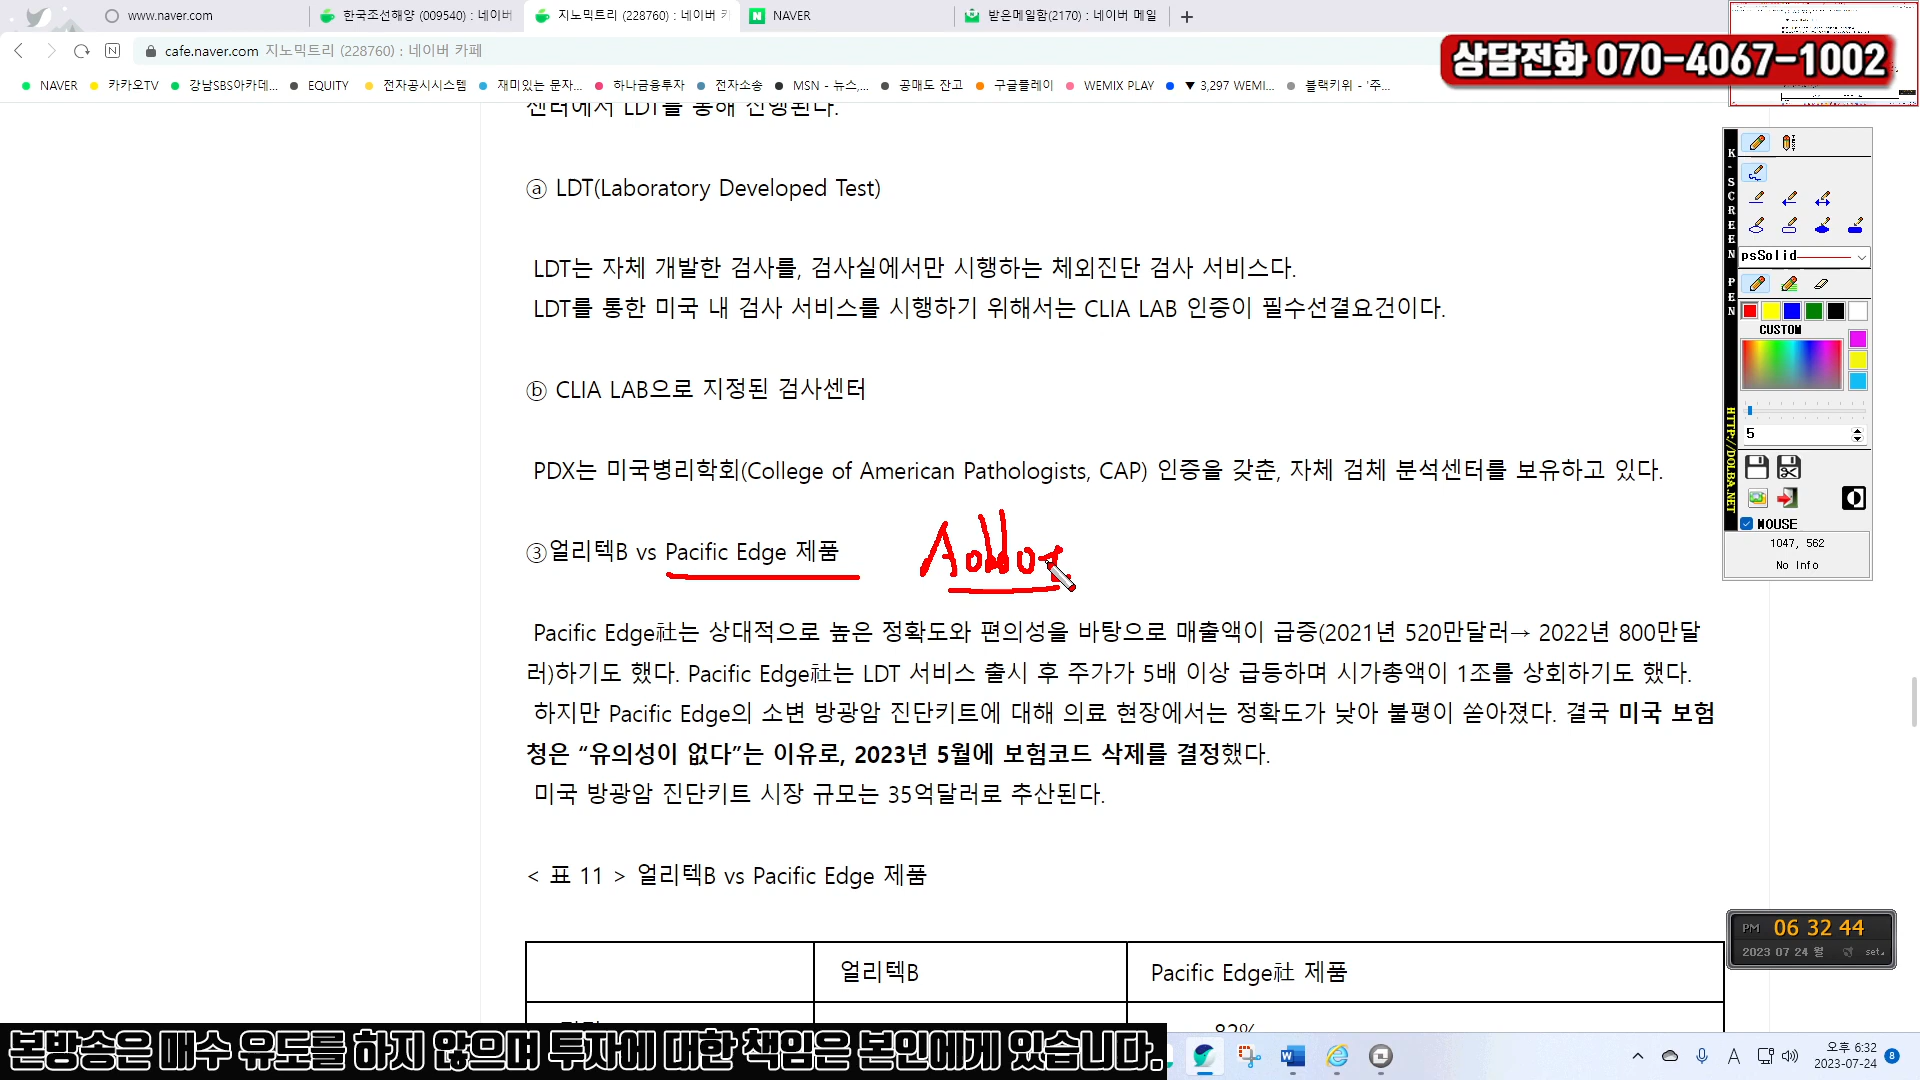 www.naver.com
한국조선해양 (009540) : 네이버
지노믹트리 (228760) : 네이버 카
NAVER
받은메일함(2170) : 네이버 메일
cafe.naver.com 지노믹트리 (228760) : 네이버 카페
상담전화 070-4067-1002
NAVER 카카오TV 강남SBS아카데... EQUITY 전자공시시스템 재미있는 문자... 하나금융투자 전자소송 MSN - 뉴스,... 공매도 잔고 구글플레이 WEMIX PLAY ▼ 3,297 WEMI... 블랙키위 - '주...
센터에서 LDT를 통해 진행된다.
ⓐ LDT(Laboratory Developed Test)
LDT는 자체 개발한 검사를, 검사실에서만 시행하는 체외진단 검사 서비스다.
LDT를 통한 미국 내 검사 서비스를 시행하기 위해서는 CLIA LAB 인증이 필수선결요건이다.
ⓑ CLIA LAB으로 지정된 검사센터
PDX는 미국병리학회(College of American Pathologists, CAP) 인증을 갖춘, 자체 검체 분석센터를 보유하고 있다.
③얼리텍B vs Pacific Edge 제품
Pacific Edge社는 상대적으로 높은 정확도와 편의성을 바탕으로 매출액이 급증(2021년 520만달러→ 2022년 800만달
러)하기도 했다. Pacific Edge社는 LDT 서비스 출시 후 주가가 5배 이상 급등하며 시가총액이 1조를 상회하기도 했다.
하지만 Pacific Edge의 소변 방광암 진단키트에 대해 의료 현장에서는 정확도가 낮아 불평이 쏟아졌다. 결국 미국 보험
청은 “유의성이 없다”는 이유로, 2023년 5월에 보험코드 삭제를 결정했다.
미국 방광암 진단키트 시장 규모는 35억달러로 추산된다.
< 표 11 > 얼리텍B vs Pacific Edge 제품
얼리텍B
Pacific Edge社 제품
82%
K-SCREEN PEN
HTTP://DOLBA.NET
psSolid
CUSTOM
5
MOUSE
1047, 562
No Info
PM 06 32 44
2023 07 24 월 set
본방송은 매수 유도를 하지 않으며 투자에 대한 책임은 본인에게 있습니다.
A
오후 6:32
2023-07-24
8